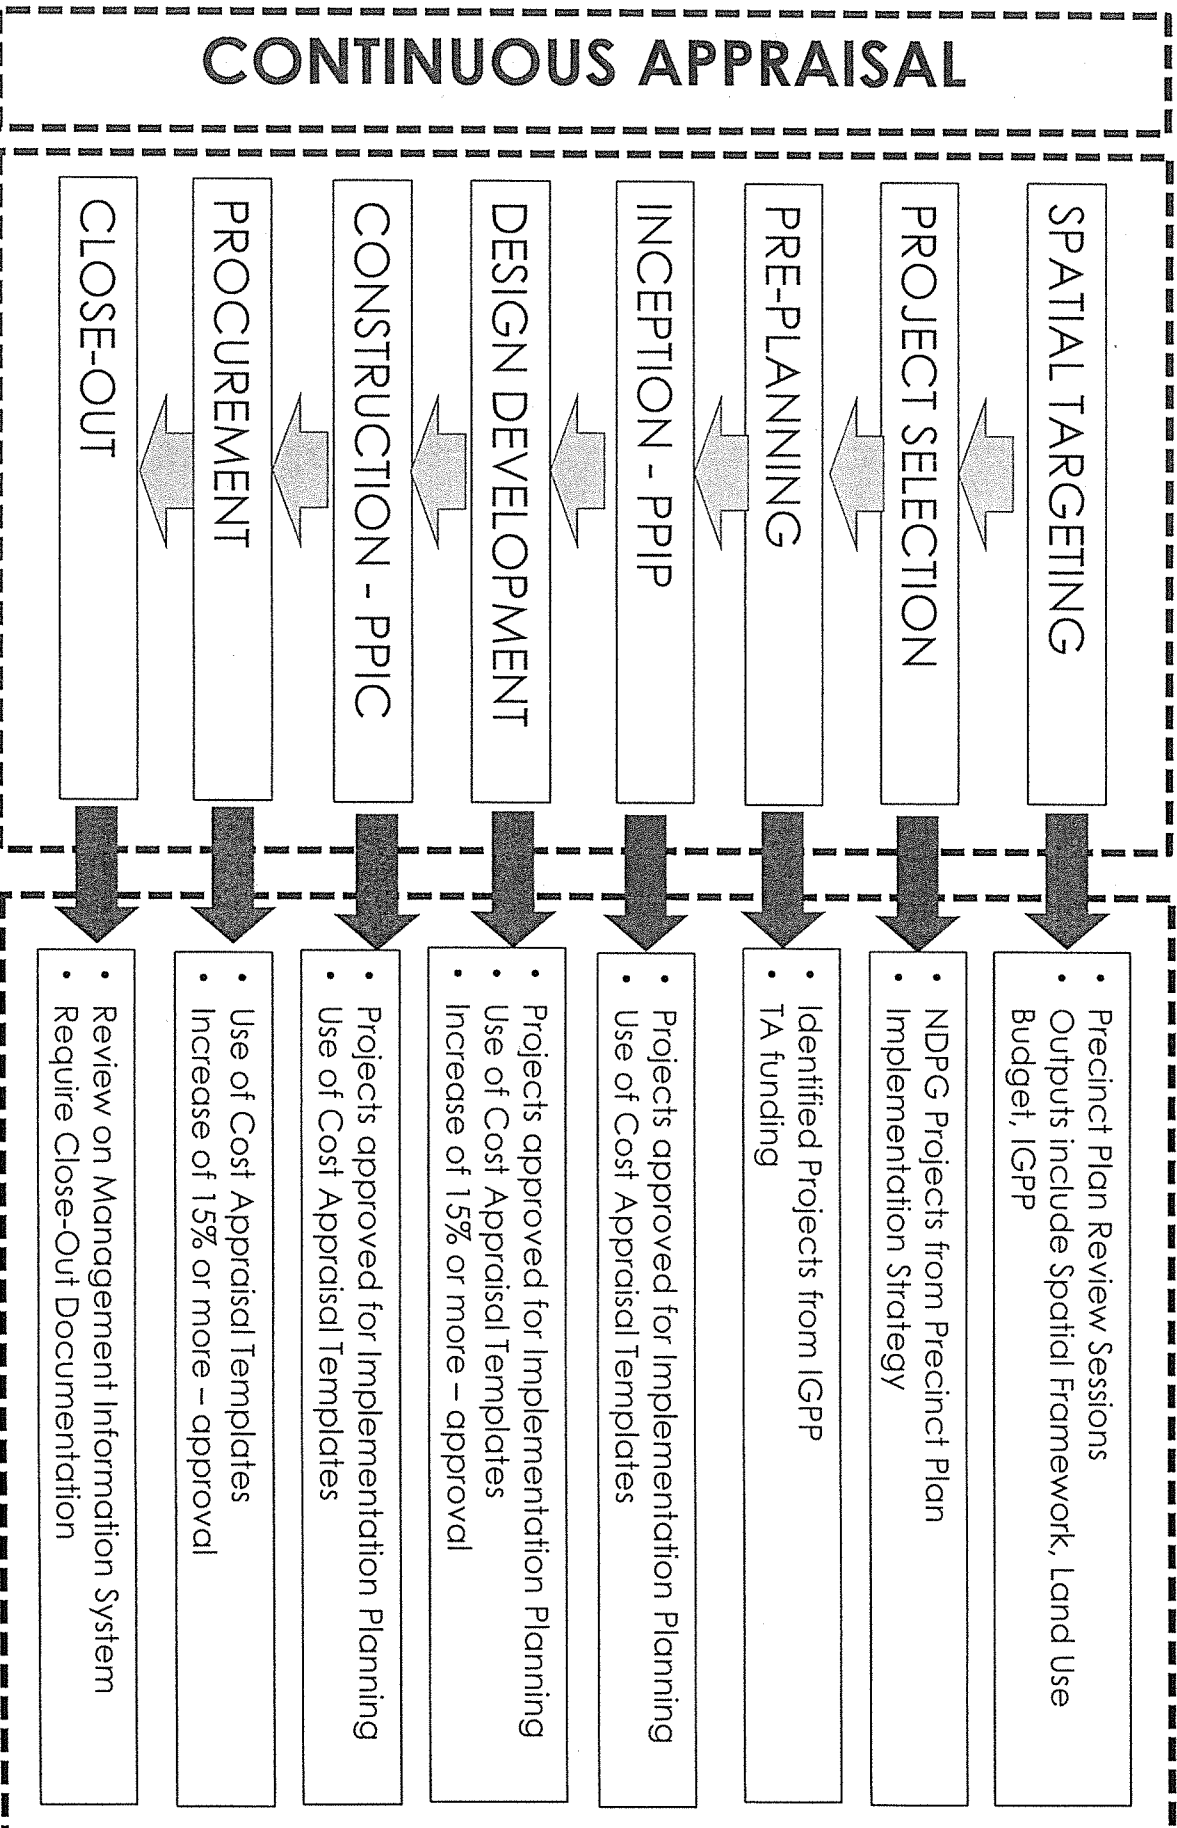 CONTINUOUS APPRAISAL
SPATIAL TARGETING
• Precinct Plan Review Sessions
• Outputs include Spatial Framework, Land Use
Budget, IGPP
PROJECT SELECTION
• NDPG Projects from Precinct Plan
• Implementation Strategy
PRE-PLANNING
• Identified Projects from IGPP
• TA funding
INCEPTION - PPIP
• Projects approved for Implementation Planning
• Use of Cost Appraisal Templates
DESIGN DEVELOPMENT
• Projects approved for Implementation Planning
• Use of Cost Appraisal Templates
• Increase of 15% or more – approval
CONSTRUCTION - PPIC
• Projects approved for Implementation Planning
• Use of Cost Appraisal Templates
PROCUREMENT
• Use of Cost Appraisal Templates
• Increase of 15% or more – approval
CLOSE-OUT
• Review on Management Information System
• Require Close-Out Documentation